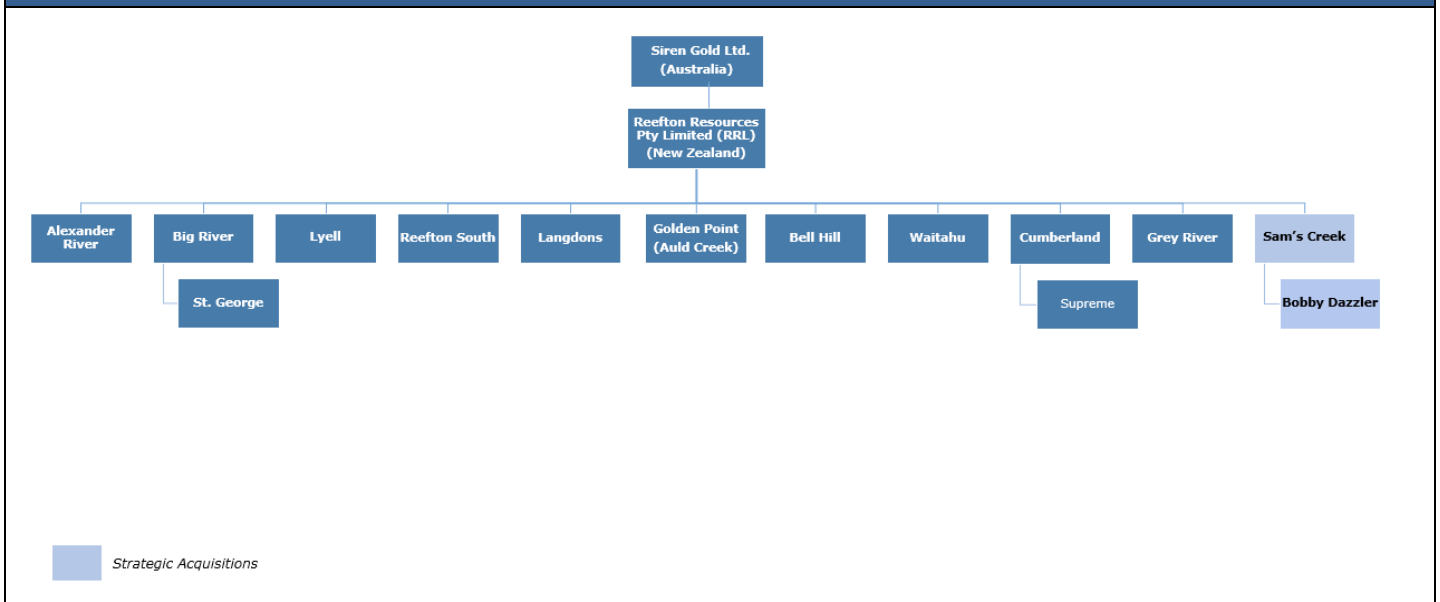 Siren Gold Ltd.
(Australia)
Reefton Resources
Pty Limited (RRL)
(New Zealand)
Alexander
River
Big River
Lyell
Reefton South
Langdons
Golden Point
(Auld Creek)
Bell Hill
Waitahu
Cumberland
Grey River
Sam’s Creek
St. George
Supreme
Bobby Dazzler
Strategic Acquisitions